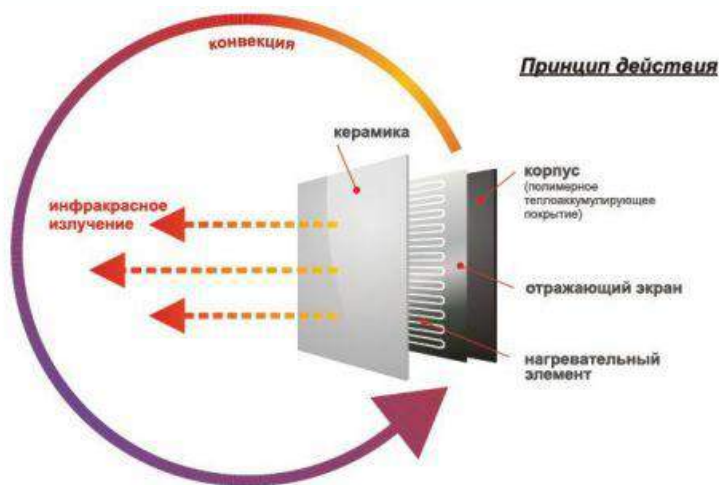 конвекция
Принцип действия
керамика
корпус
(полимерное
теплоаккумулирующее
покрытие)
инфракрасное
излучение
отражающий экран
нагревательный
элемент